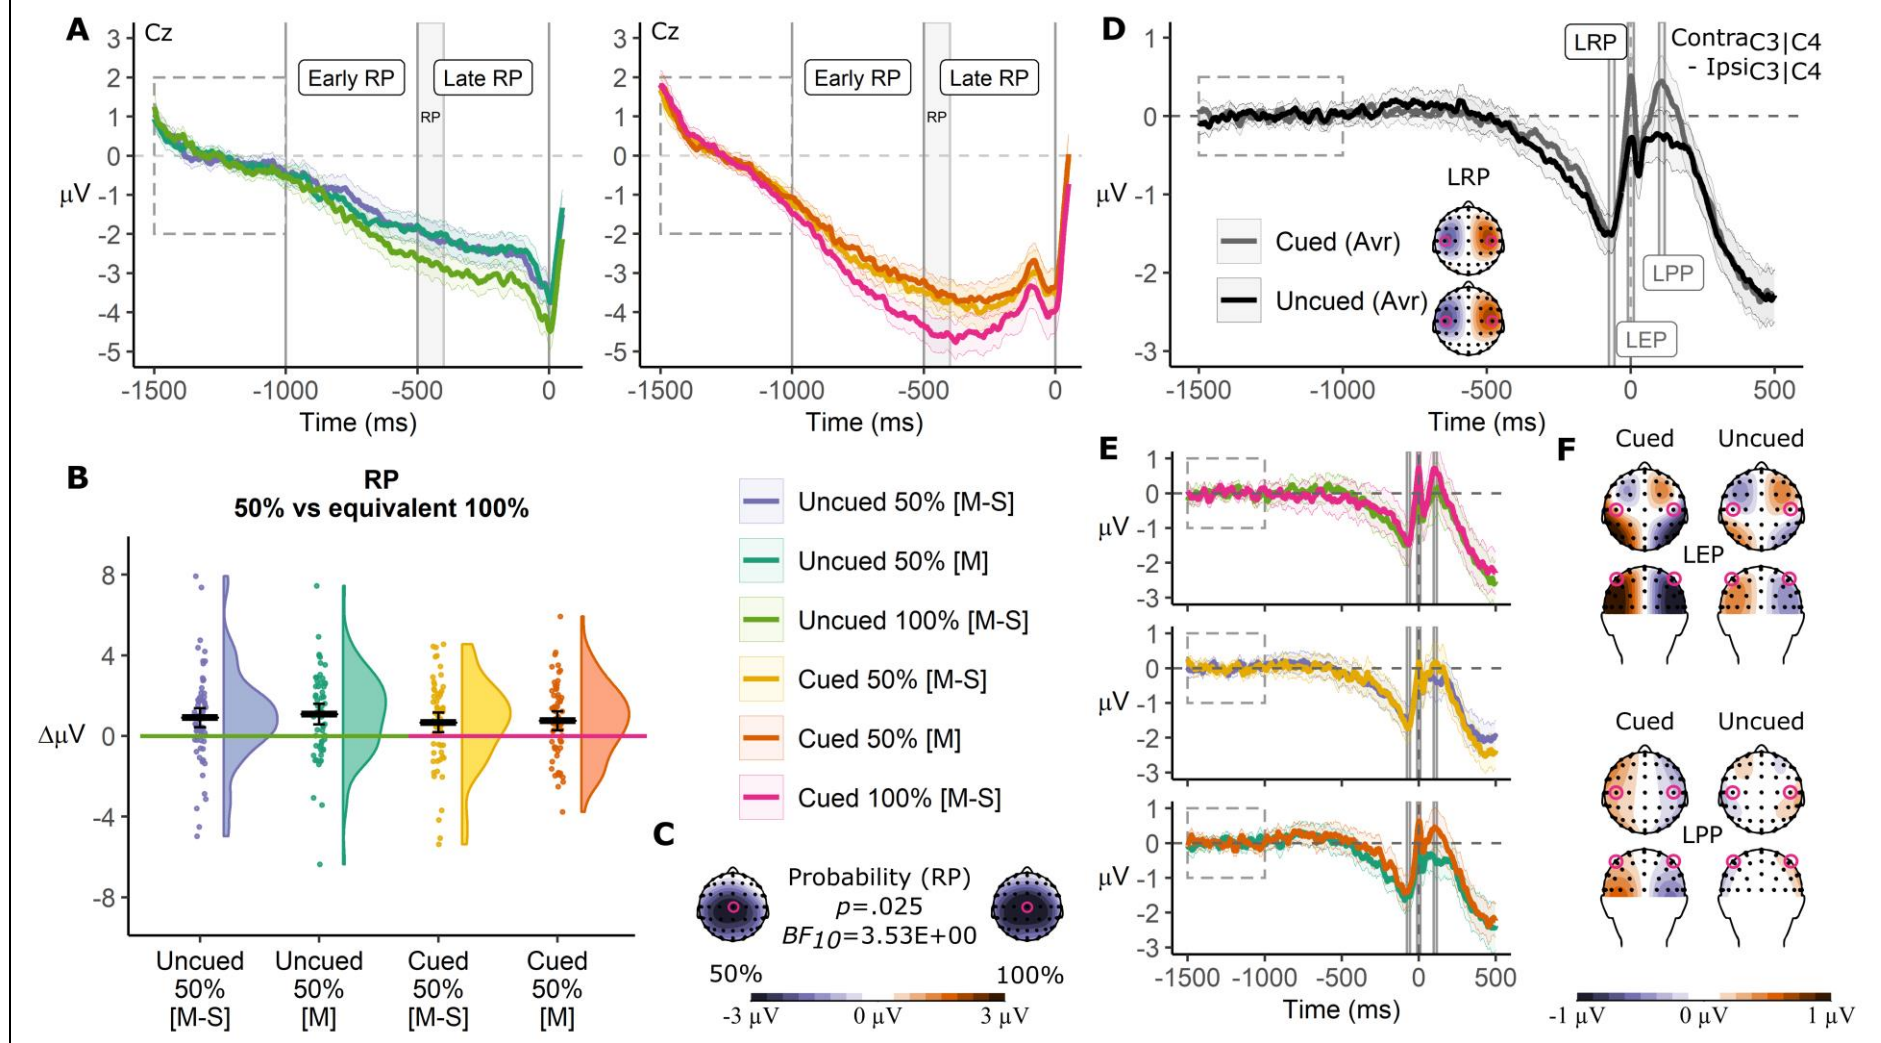 A
Cz
3
2
1
0
-1
-2
-3
-4
-5
μV
Early RP
Late RP
RP
-1500
-1000
-500
0
Time (ms)
Cz
3
2
1
0
-1
-2
-3
-4
-5
Early RP
Late RP
RP
-1500
-1000
-500
0
Time (ms)
D
1
0
-1
-2
-3
μV
LRP
ContraC3|C4
- IpsiC3|C4
LRP
Cued (Avr)
Uncued (Avr)
LPP
LEP
-1500
-1000
-500
0
500
Time (ms)
B
RP
50% vs equivalent 100%
8
4
0
-4
-8
ΔμV
Uncued
50%
[M-S]
Uncued
50%
[M]
Cued
50%
[M-S]
Cued
50%
[M]
Uncued 50% [M-S]
Uncued 50% [M]
Uncued 100% [M-S]
Cued 50% [M-S]
Cued 50% [M]
Cued 100% [M-S]
C
Probability (RP)
p=.025
BF10=3.53E+00
50%
100%
-3 μV
0 μV
3 μV
E
1
0
μV -1
-2
-3
1
0
μV -1
-2
-3
1
0
μV -1
-2
-3
-1500
-1000
-500
0
500
Time (ms)
F
Cued
Uncued
LEP
Cued
Uncued
LPP
-1 μV
0 μV
1 μV